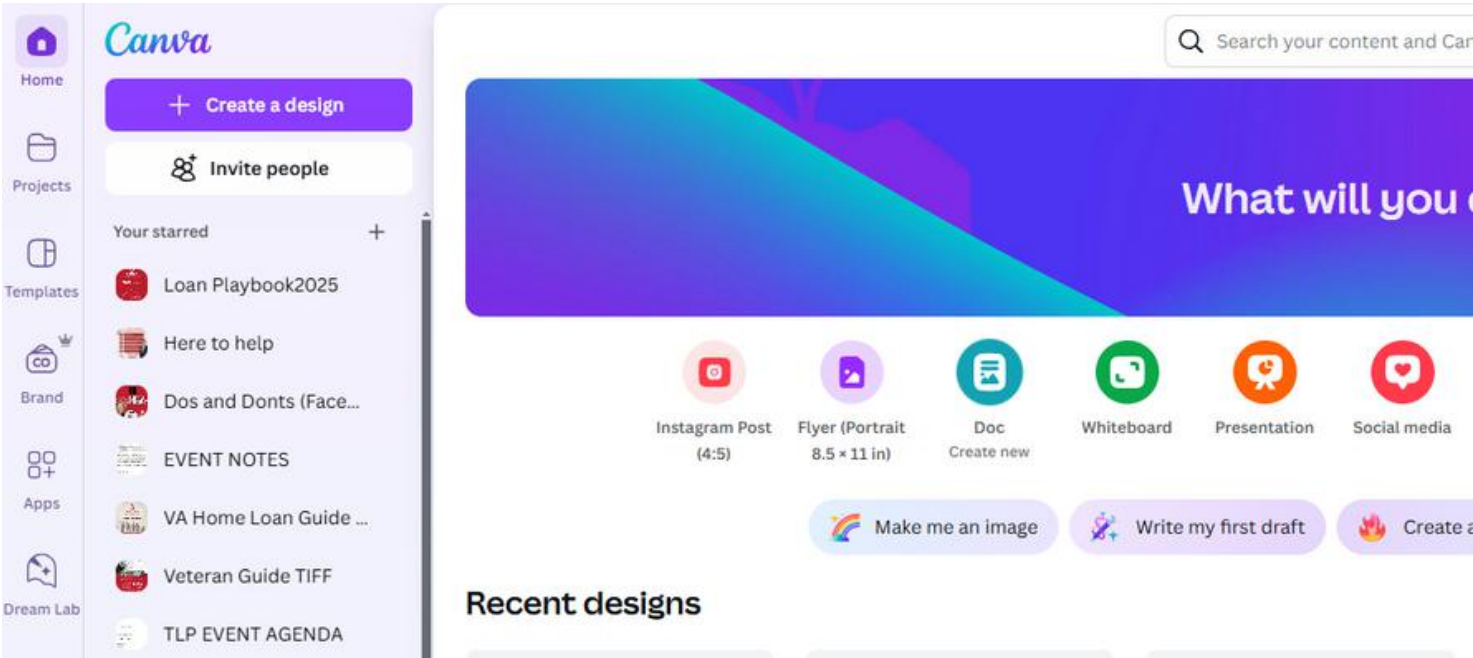 Home
Projects
Templates
CO
Brand
Apps
Dream Lab
Canva
+ Create a design
Invite people
Your starred +
Loan Playbook2025
Here to help
Dos and Donts (Face...
EVENT NOTES
VA Home Loan Guide ...
Veteran Guide TIFF
TLP EVENT AGENDA
Search your content and Can
What will you
Instagram Post
(4:5)
Flyer (Portrait
8.5 × 11 in)
Doc
Create new
Whiteboard
Presentation
Social media
Make me an image
Write my first draft
Create a
Recent designs